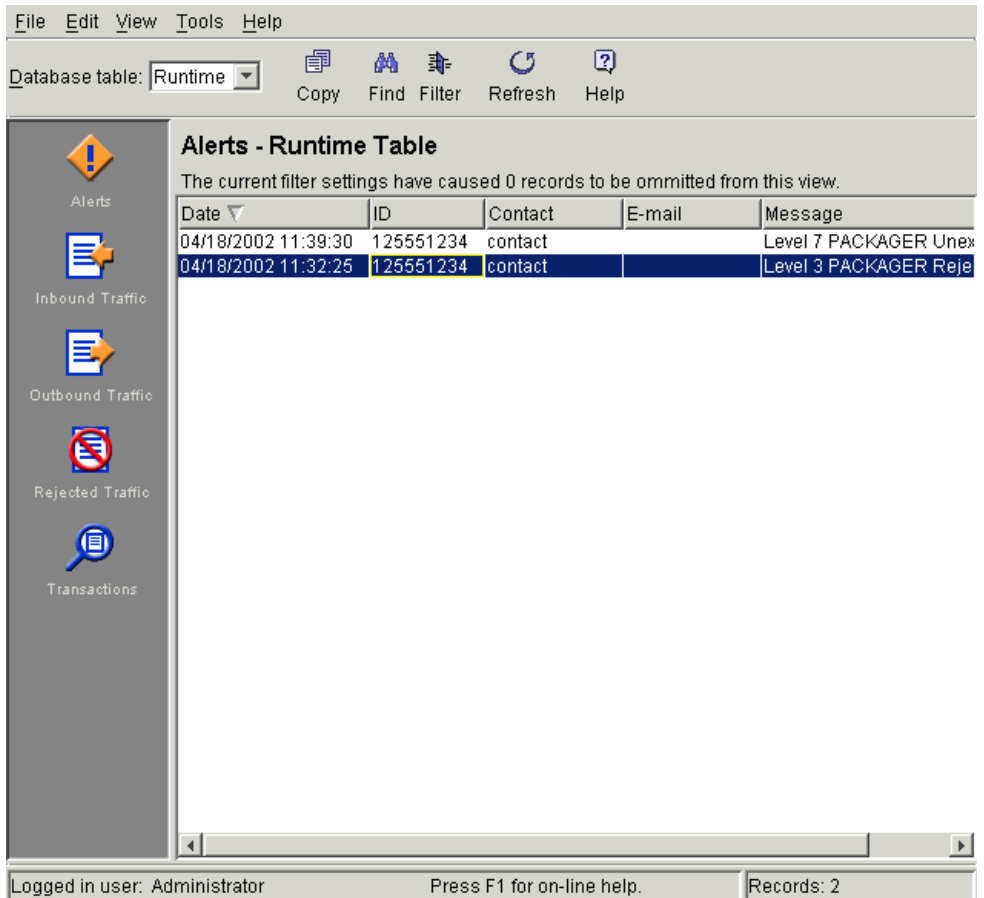 File Edit View Tools Help
Database table: Runtime Copy Find Filter Refresh Help
Alerts - Runtime Table
The current filter settings have caused 0 records to be ommitted from this view.
Date ID Contact E-mail Message
04/18/2002 11:39:30 125551234 contact Level 7 PACKAGER Unex
04/18/2002 11:32:25 125551234 contact Level 3 PACKAGER Reje
Alerts
Inbound Traffic
Outbound Traffic
Rejected Traffic
Transactions
Logged in user: Administrator Press F1 for on-line help. Records: 2